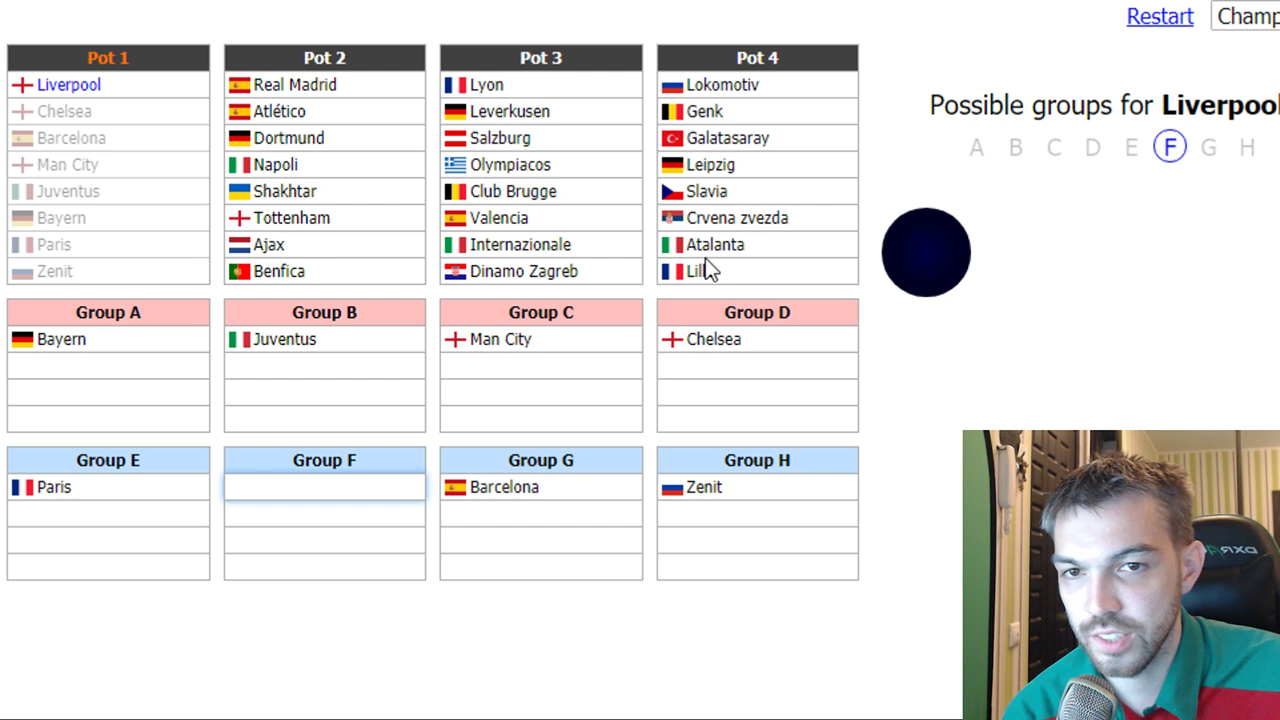 Restart Champ
Pot 1 Pot 2 Pot 3 Pot 4
Liverpool Real Madrid Lyon Lokomotiv
Chelsea Atlético Leverkusen Genk
Barcelona Dortmund Salzburg Galatasaray
Man City Napoli Olympiacos Leipzig
Juventus Shakhtar Club Brugge Slavia
Bayern Tottenham Valencia Crvena zvezda
Paris Ajax Internazionale Atalanta
Zenit Benfica Dinamo Zagreb
Possible groups for Liverpool
A B C D E F G H
Group A Group B Group C Group D
Bayern Juventus Man City Chelsea
Group E Group F Group G Group H
Paris Barcelona Zenit
DXRA